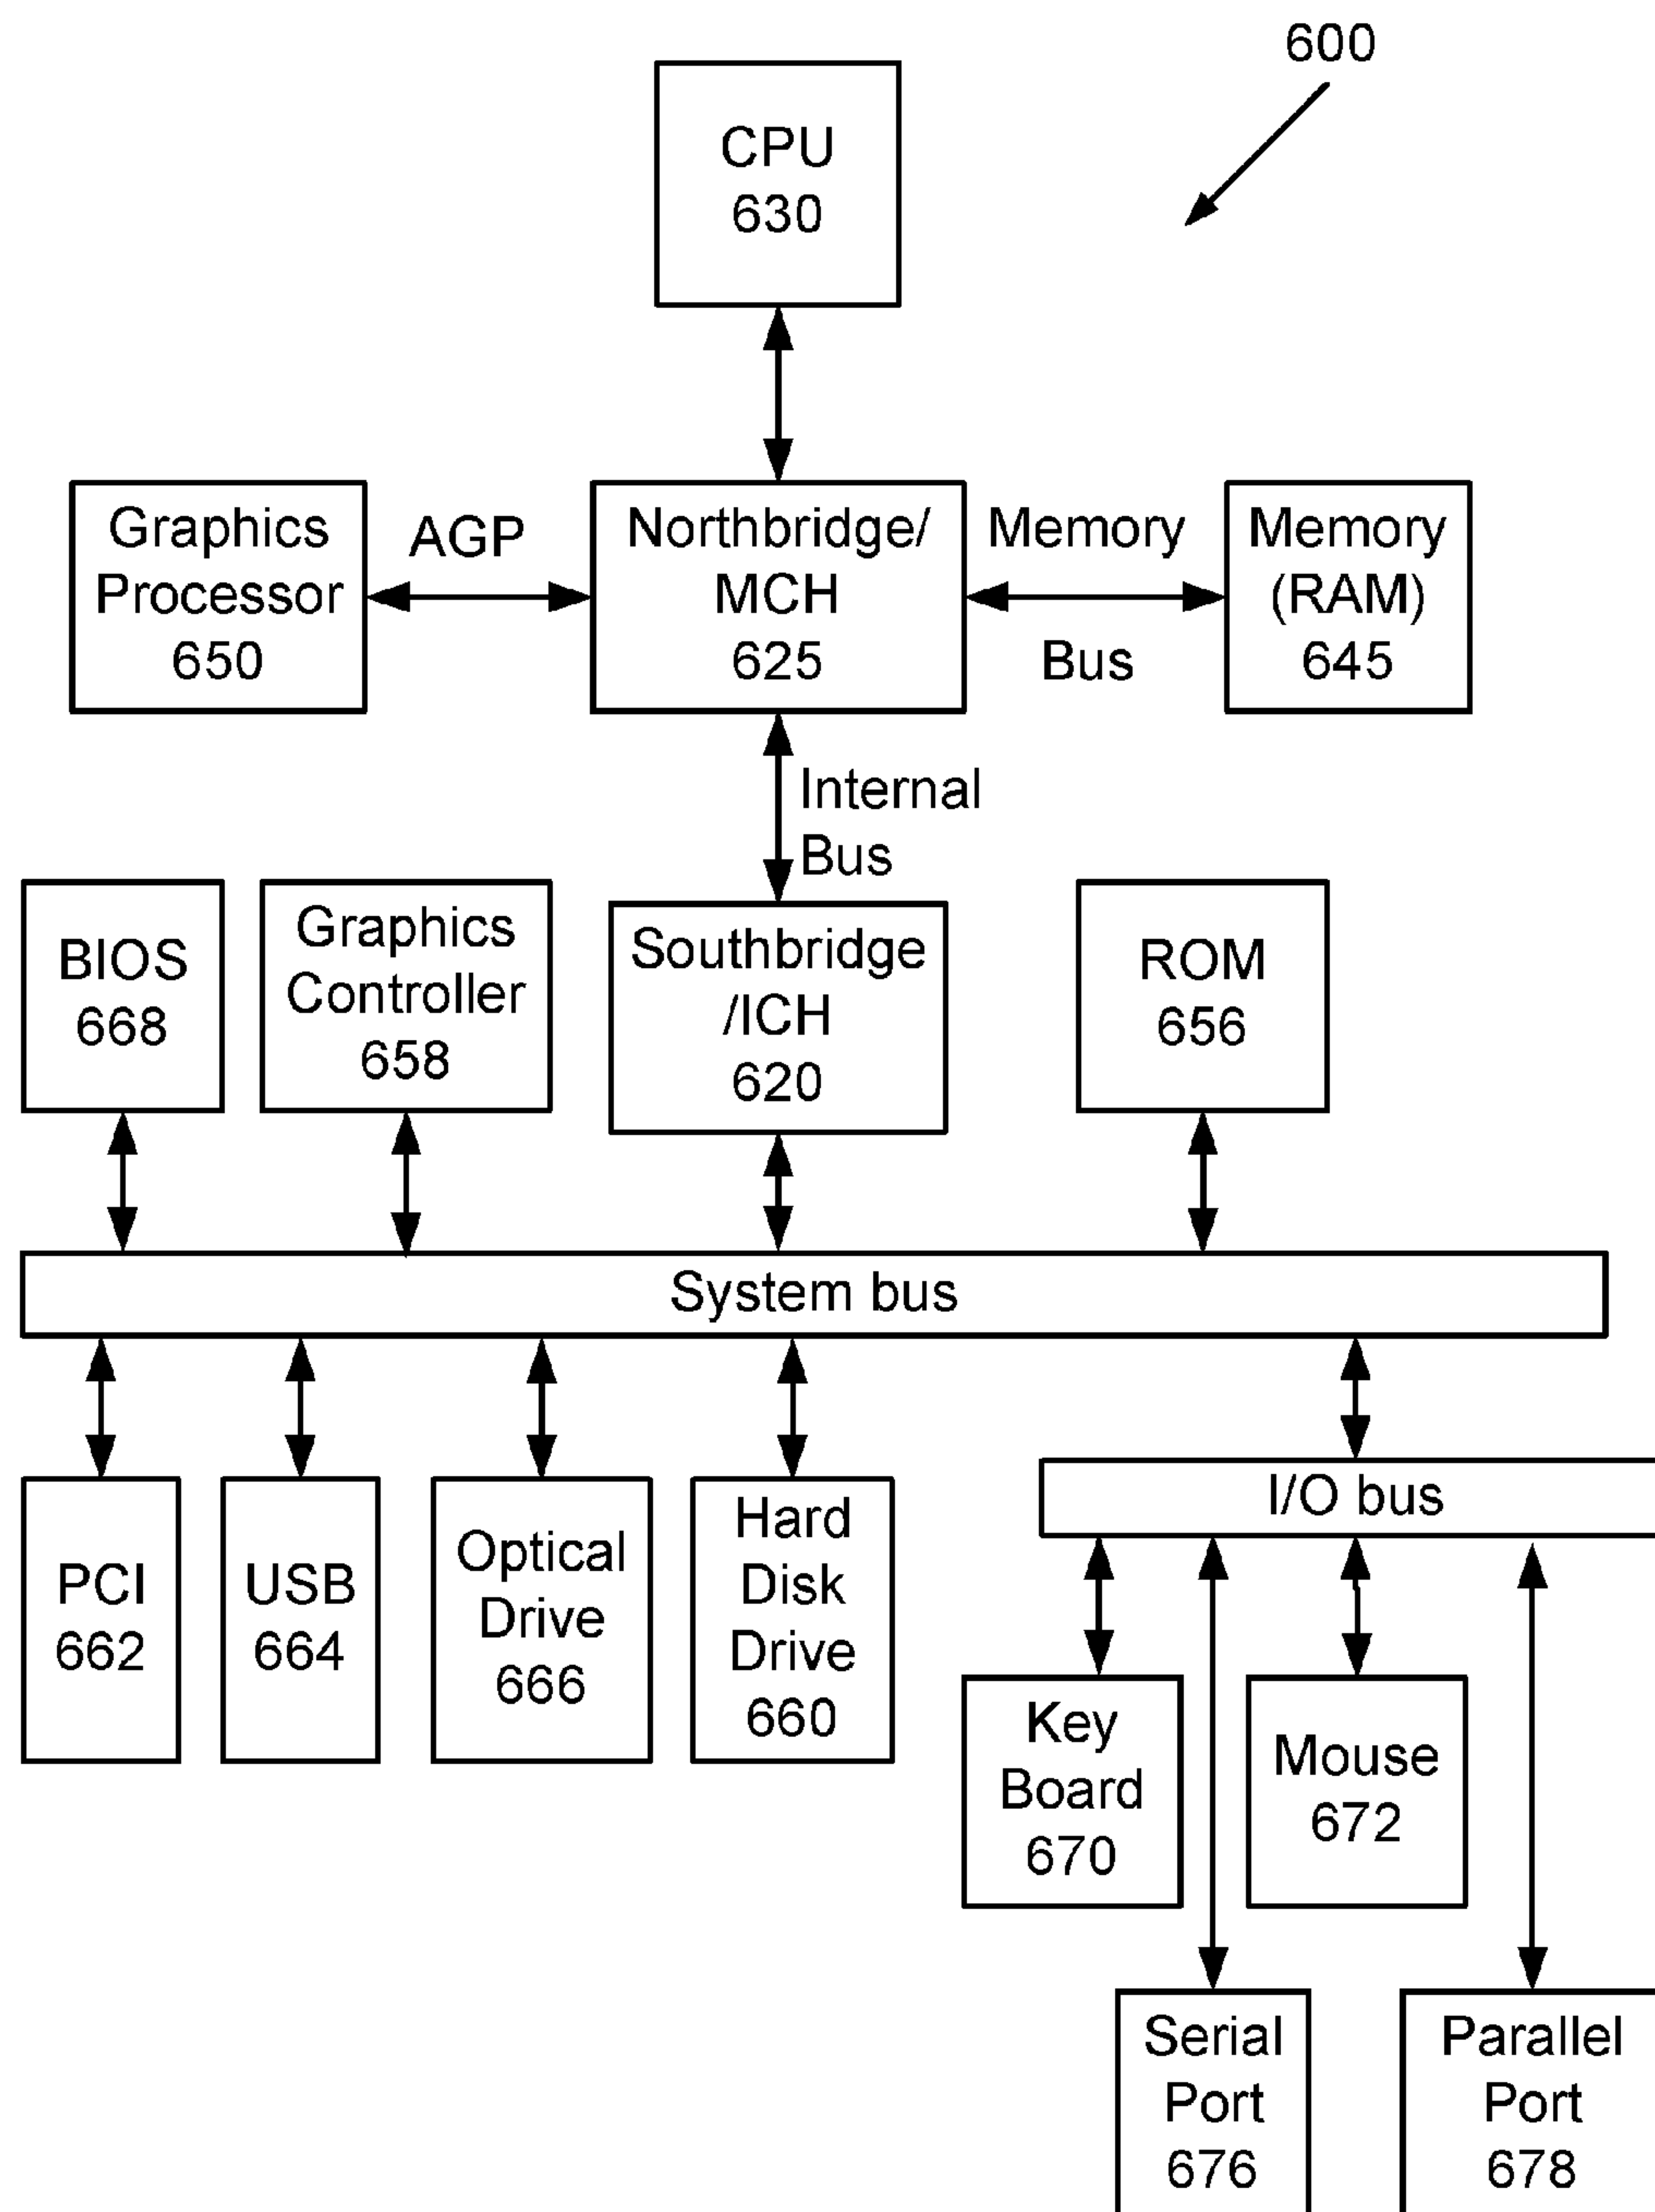 600
CPU
630
Graphics
Processor
650
AGP
Northbridge/
MCH
625
Memory
Bus
Memory
(RAM)
645
Internal
Bus
BIOS
668
Graphics
Controller
658
Southbridge
/ICH
620
ROM
656
System bus
PCI
662
USB
664
Optical
Drive
666
Hard
Disk
Drive
660
I/O bus
Key
Board
670
Mouse
672
Serial
Port
676
Parallel
Port
678